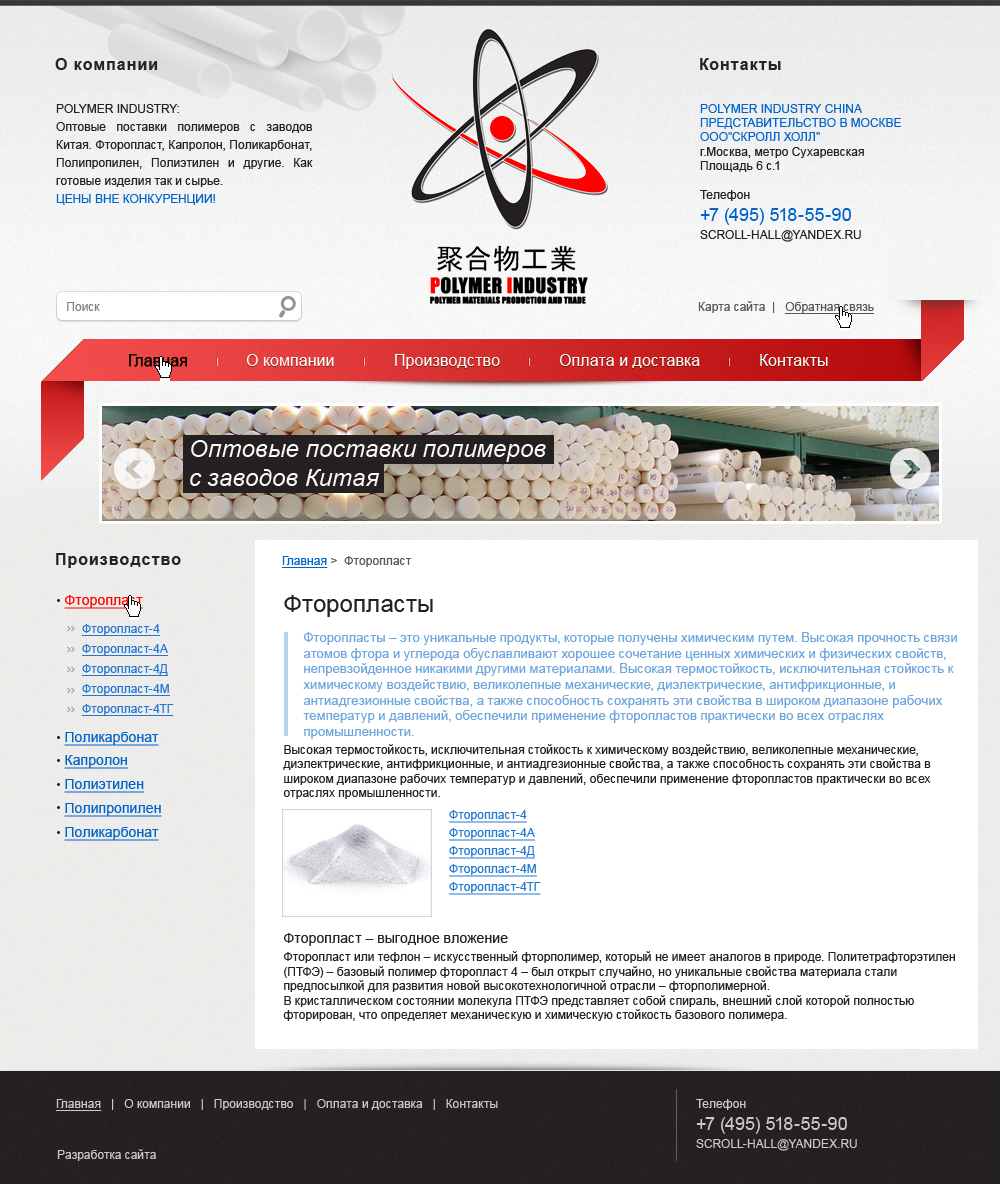 О компании
POLYMER INDUSTRY:
Оптовые поставки полимеров с заводов
Китая. Фторопласт, Капролон, Поликарбонат,
Полипропилен, Полиэтилен и другие. Как
готовые изделия так и сырье.
ЦЕНЫ ВНЕ КОНКУРЕНЦИИ!
聚合物工業
POLYMER INDUSTRY
POLYMER MATERIALS PRODUCTION AND TRADE
Контакты
POLYMER INDUSTRY CHINA
ПРЕДСТАВИТЕЛЬСТВО В МОСКВЕ
ООО"СКРОЛЛ ХОЛЛ"
г.Москва, метро Сухаревская
Площадь 6 с.1
Телефон
+7 (495) 518-55-90
SCROLL-HALL@YANDEX.RU
Поиск
Карта сайта | Обратная связь
Главная О компании Производство Оплата и доставка Контакты
Оптовые поставки полимеров
с заводов Китая
Производство
• Фторопласт
Фторопласт-4
Фторопласт-4А
Фторопласт-4Д
Фторопласт-4М
Фторопласт-4ТГ
• Поликарбонат
• Капролон
• Полиэтилен
• Полипропилен
• Поликарбонат
Главная > Фторопласт
Фторопласты
Фторопласты – это уникальные продукты, которые получены химическим путем. Высокая прочность связи
атомов фтора и углерода обуславливают хорошее сочетание ценных химических и физических свойств,
непревзойденное никакими другими материалами. Высокая термостойкость, исключительная стойкость к
химическому воздействию, великолепные механические, диэлектрические, антифрикционные, и
антиадгезионные свойства, а также способность сохранять эти свойства в широком диапазоне рабочих
температур и давлений, обеспечили применение фторопластов практически во всех отраслях
промышленности.
Высокая термостойкость, исключительная стойкость к химическому воздействию, великолепные механические,
диэлектрические, антифрикционные, и антиадгезионные свойства, а также способность сохранять эти свойства в
широком диапазоне рабочих температур и давлений, обеспечили применение фторопластов практически во всех
отраслях промышленности.
Фторопласт-4
Фторопласт-4А
Фторопласт-4Д
Фторопласт-4М
Фторопласт-4ТГ
Фторопласт – выгодное вложение
Фторопласт или тефлон – искусственный фторполимер, который не имеет аналогов в природе. Политетрафторэтилен
(ПТФЭ) – базовый полимер фторопласт 4 – был открыт случайно, но уникальные свойства материала стали
предпосылкой для развития новой высокотехнологичной отрасли – фторполимерной.
В кристаллическом состоянии молекула ПТФЭ представляет собой спираль, внешний слой которой полностью
фторирован, что определяет механическую и химическую стойкость базового полимера.
Главная | О компании | Производство | Оплата и доставка | Контакты
Разработка сайта
Телефон
+7 (495) 518-55-90
SCROLL-HALL@YANDEX.RU